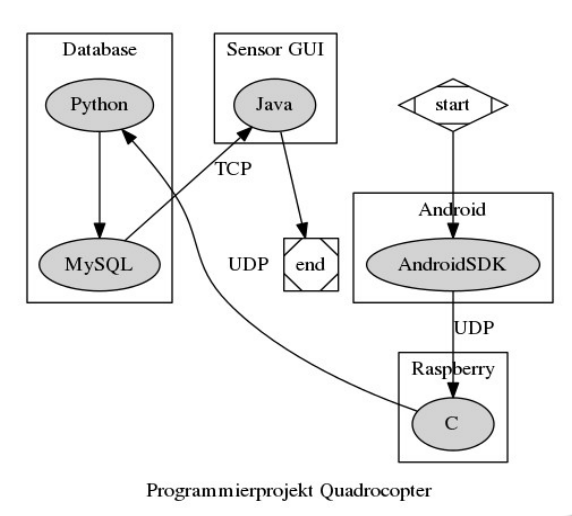 Database
Sensor GUI
Python
Java
start
TCP
Android
MySQL
UDP
end
AndroidSDK
UDP
Raspberry
C
Programmierprojekt Quadrocopter